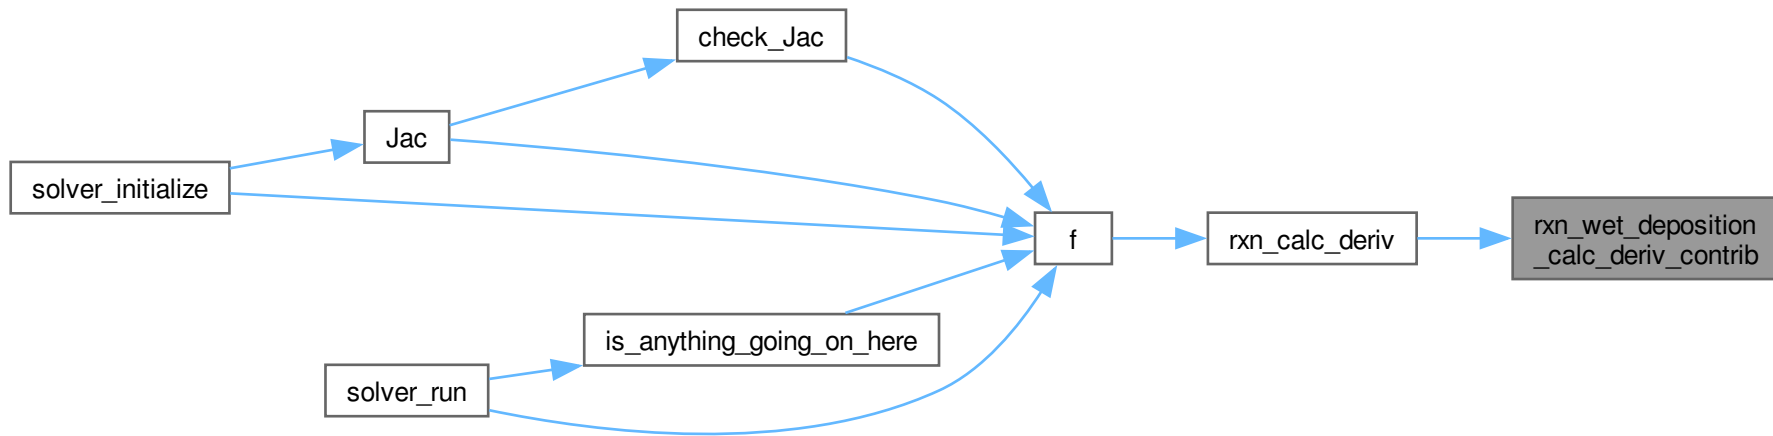 check_Jac
Jac
solver_initialize
f
rxn_calc_deriv
rxn_wet_deposition
_calc_deriv_contrib
is_anything_going_on_here
solver_run